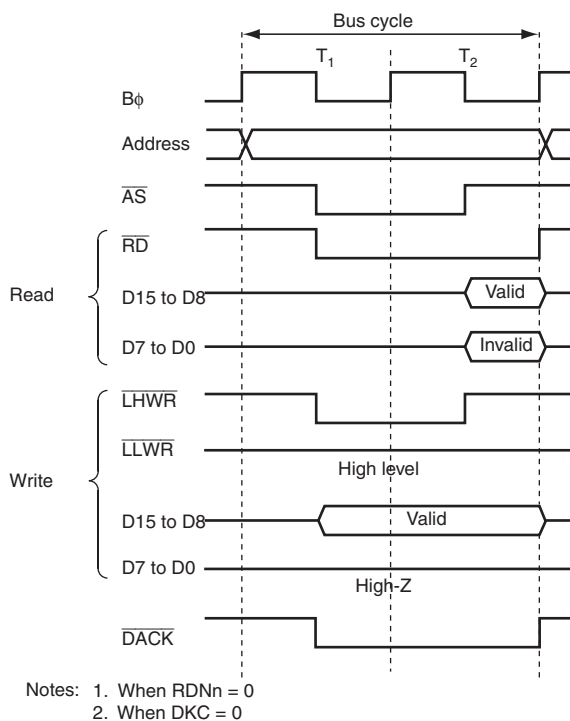 Bus cycle
T1 T2
Bϕ
Address
AS
RD
Read
D15 to D8 Valid
D7 to D0 Invalid
LHWR
LLWR
High level
Write
D15 to D8 Valid
D7 to D0
High-Z
DACK
Notes: 1. When RDNn = 0
2. When DKC = 0